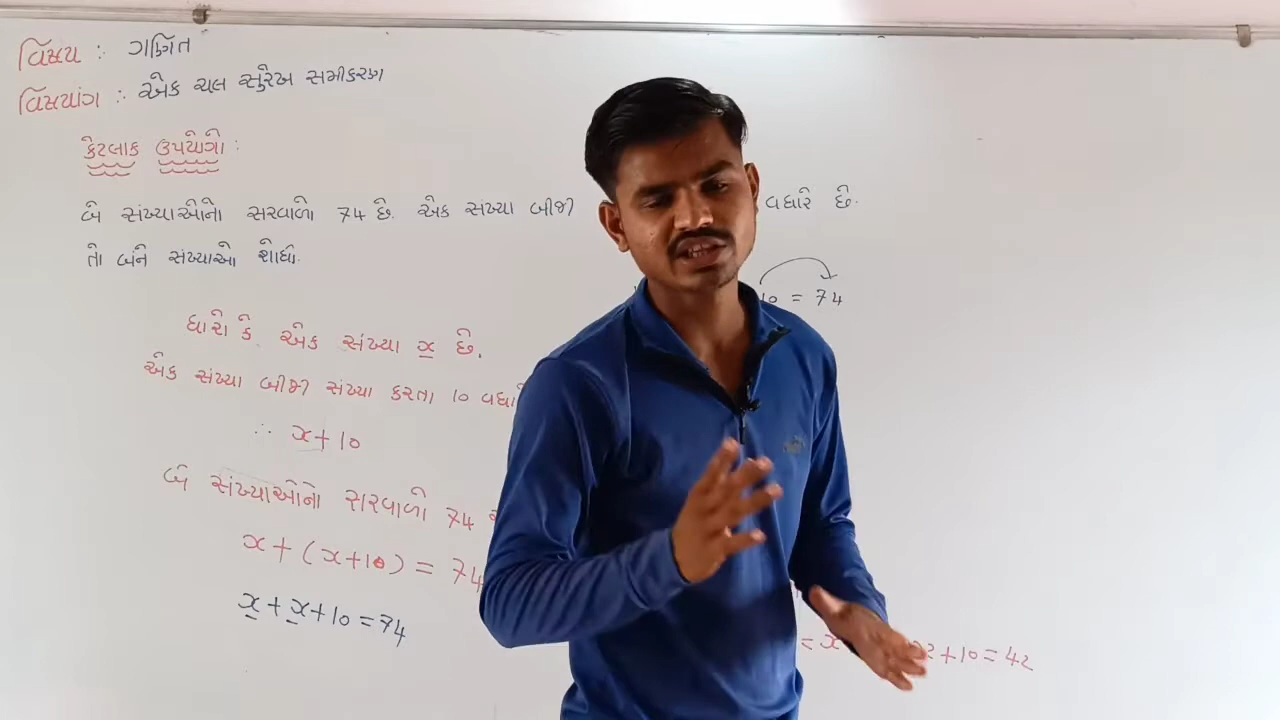 વિષય : ગણિત
વિષયાંગ : એક ચલ સુરેખ સમીકરણ
કેટલાક ઉપયોગો :
બે સંખ્યાઓનો સરવાળો 74 છે. એક સંખ્યા બીજી વધારે છે.
તો બંને સંખ્યાઓ શોધો.
10 = 74
ધારો કે એક સંખ્યા x છે.
એક સંખ્યા બીજી સંખ્યા કરતા 10
∴ x + 10
બે સંખ્યાઓનો સરવાળો 74
x + (x+10) = 74
x + x + 10 = 74
= x
+ 10 = 42